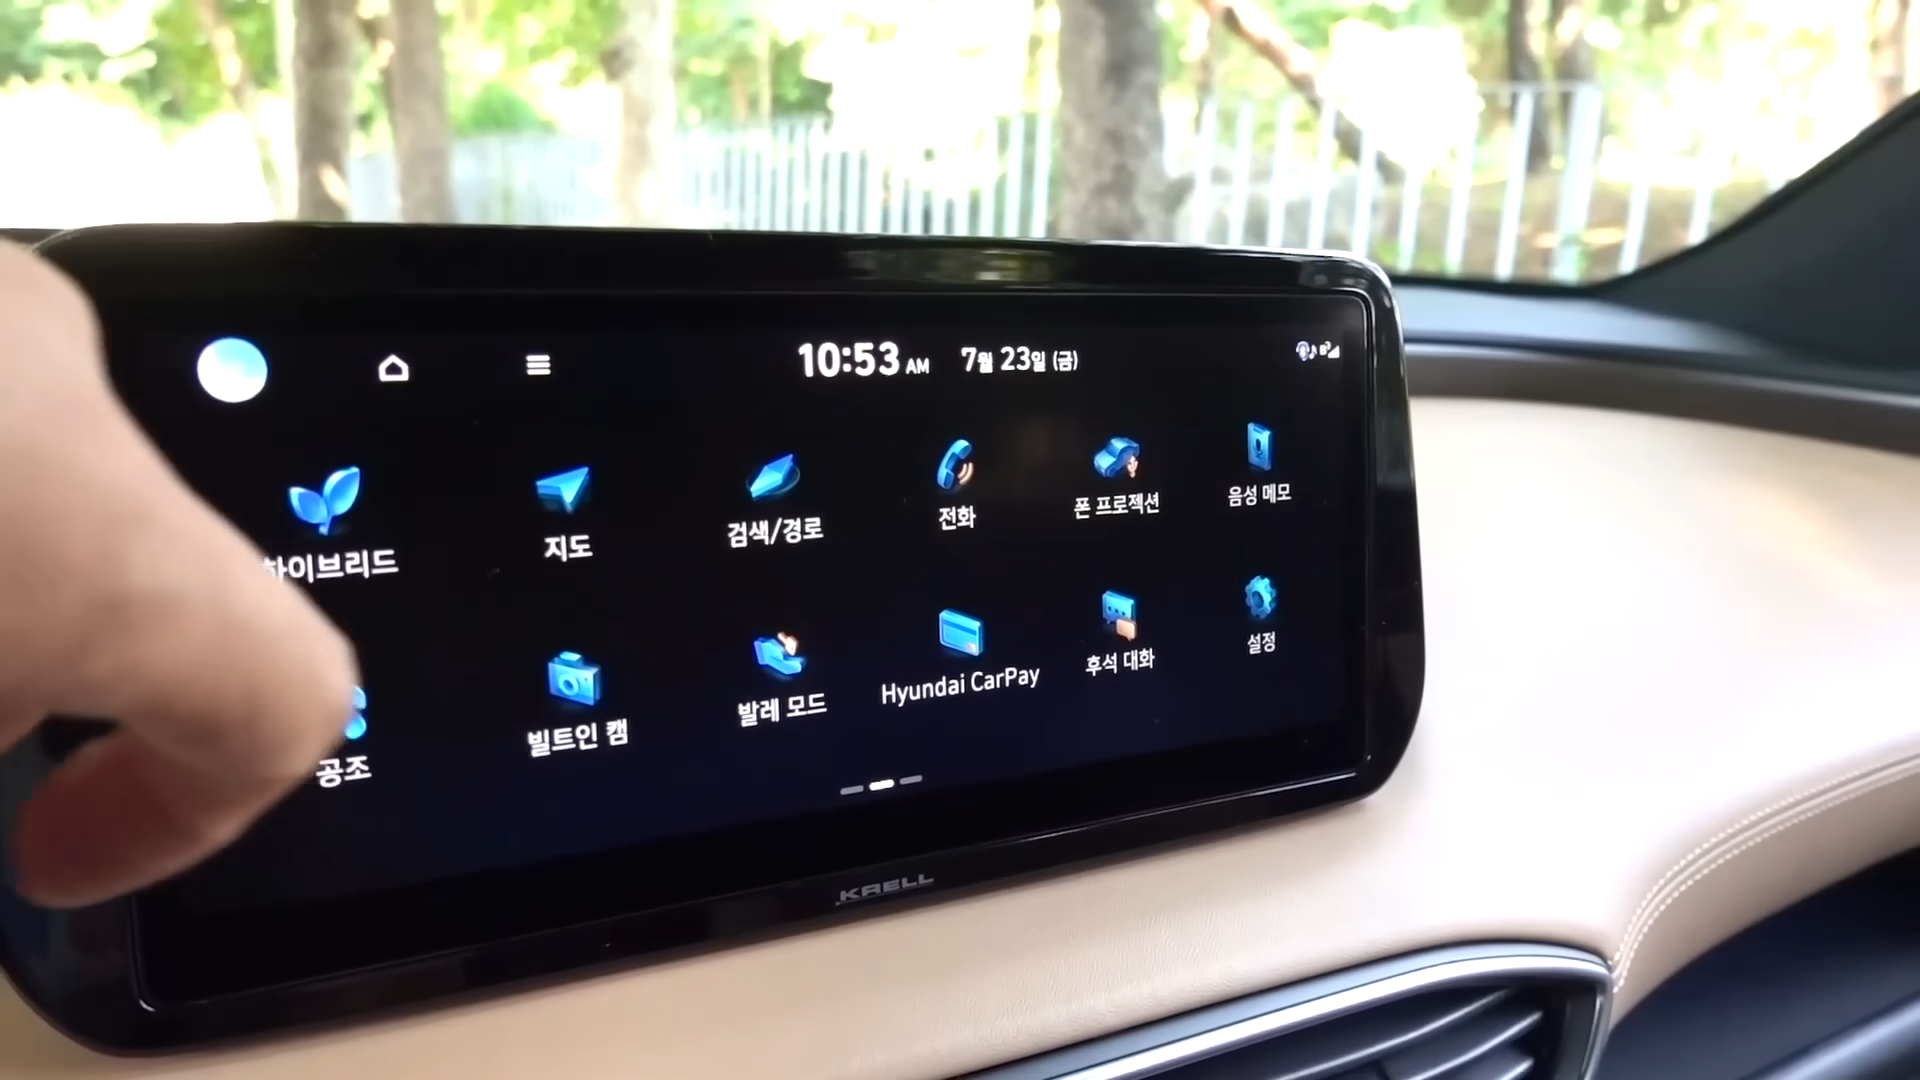 10:53 AM 7월 23일 (금)
하이브리드
지도
검색/경로
전화
폰 프로젝션
음성 메모
공조
빌트인 캠
발레 모드
Hyundai CarPay
후석 대화
설정
KRELL